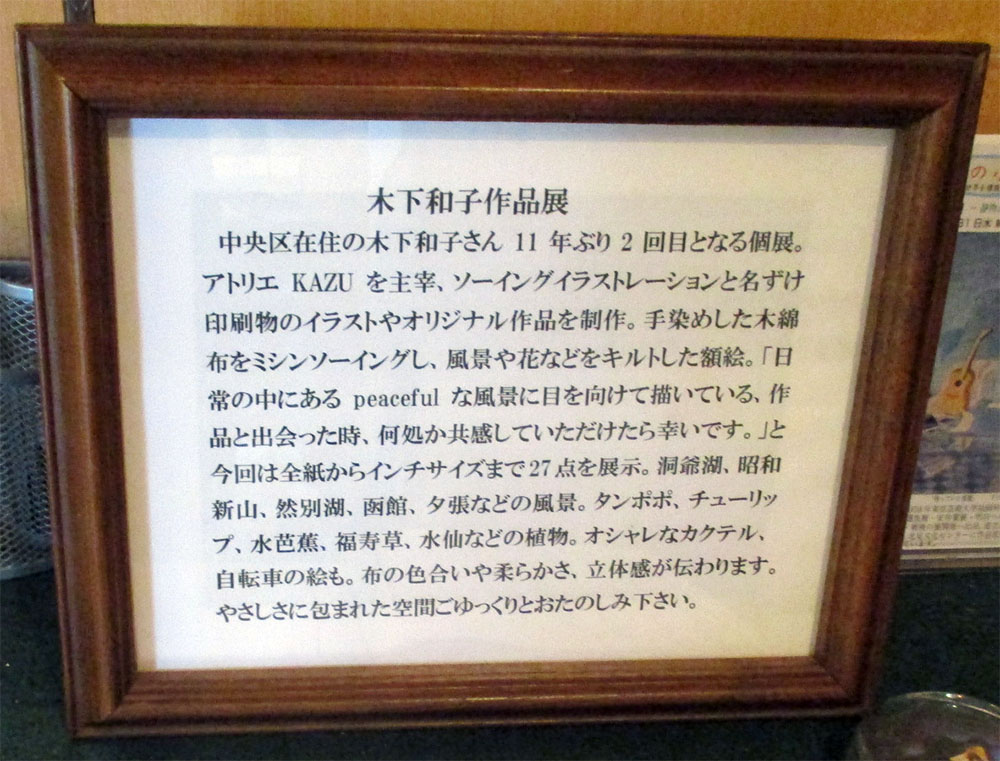 木下和子作品展
中央区在住の木下和子さん 11 年ぶり 2 回目となる個展。
アトリエ KAZU を主宰、ソーイングイラストレーションと名ずけ
印刷物のイラストやオリジナル作品を制作。手染めした木綿
布をミシンソーイングし、風景や花などをキルトした額絵。「日
常の中にある peaceful な風景に目を向けて描いている、作
品と出会った時、何処か共感していただけたら幸いです。」と
今回は全紙からインチサイズまで27点を展示。洞爺湖、昭和
新山、然別湖、函館、夕張などの風景。タンポポ、チューリッ
プ、水芭蕉、福寿草、水仙などの植物。オシャレなカクテル、
自転車の絵も。布の色合いや柔らかさ、立体感が伝わります。
やさしさに包まれた空間ごゆっくりとおたのしみ下さい。